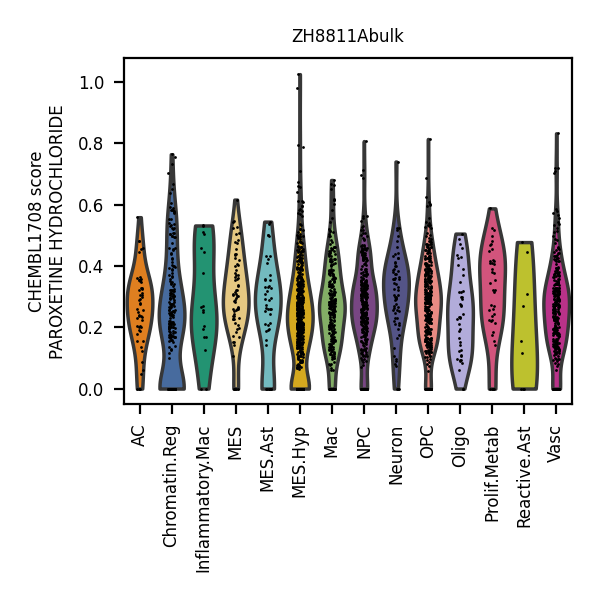 ZH8811Abulk
CHEMBL1708 score
PAROXETINE HYDROCHLORIDE
1.0
0.8
0.6
0.4
0.2
0.0
AC
Chromatin.Reg
Inflammatory.Mac
MES
MES.Ast
MES.Hyp
Mac
NPC
Neuron
OPC
Oligo
Prolif.Metab
Reactive.Ast
Vasc